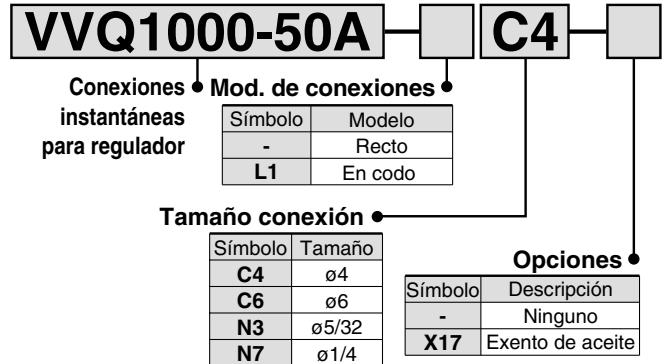 VVQ1000-50A - C4 -
Conexiones instantáneas para regulador
Mod. de conexiones
Símbolo Modelo
- Recto
L1 En codo
Tamaño conexión
Símbolo Tamaño
C4 ø4
C6 ø6
N3 ø5/32
N7 ø1/4
Opciones
Símbolo Descripción
- Ninguno
X17 Exento de aceite